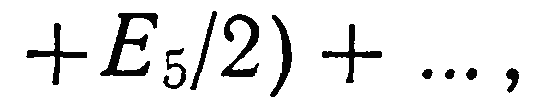 +E₅/2) + ...,